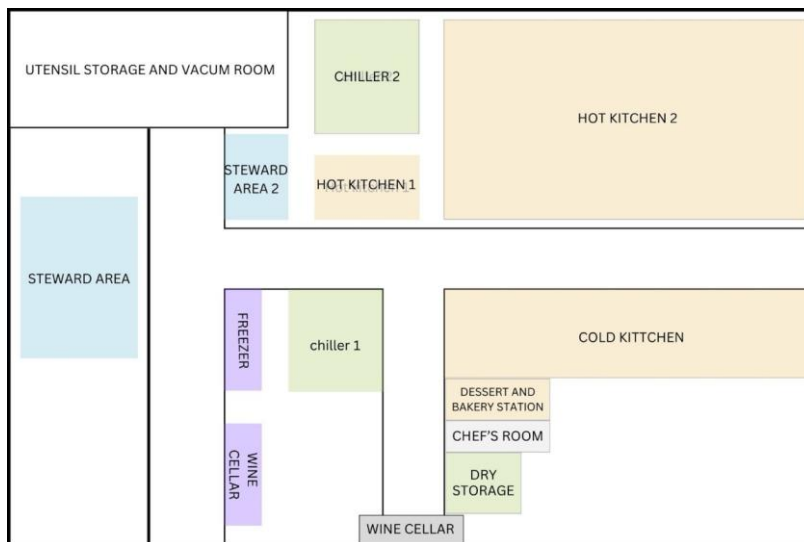 UTENSIL STORAGE AND VACUM ROOM
CHILLER 2
HOT KITCHEN 2
STEWARD
AREA 2
HOT KITCHEN 1
STEWARD AREA
FREEZER
chiller 1
COLD KITTCHEN
DESSERT AND
BAKERY STATION
CHEF'S ROOM
WINE
CELLAR
DRY
STORAGE
WINE CELLAR